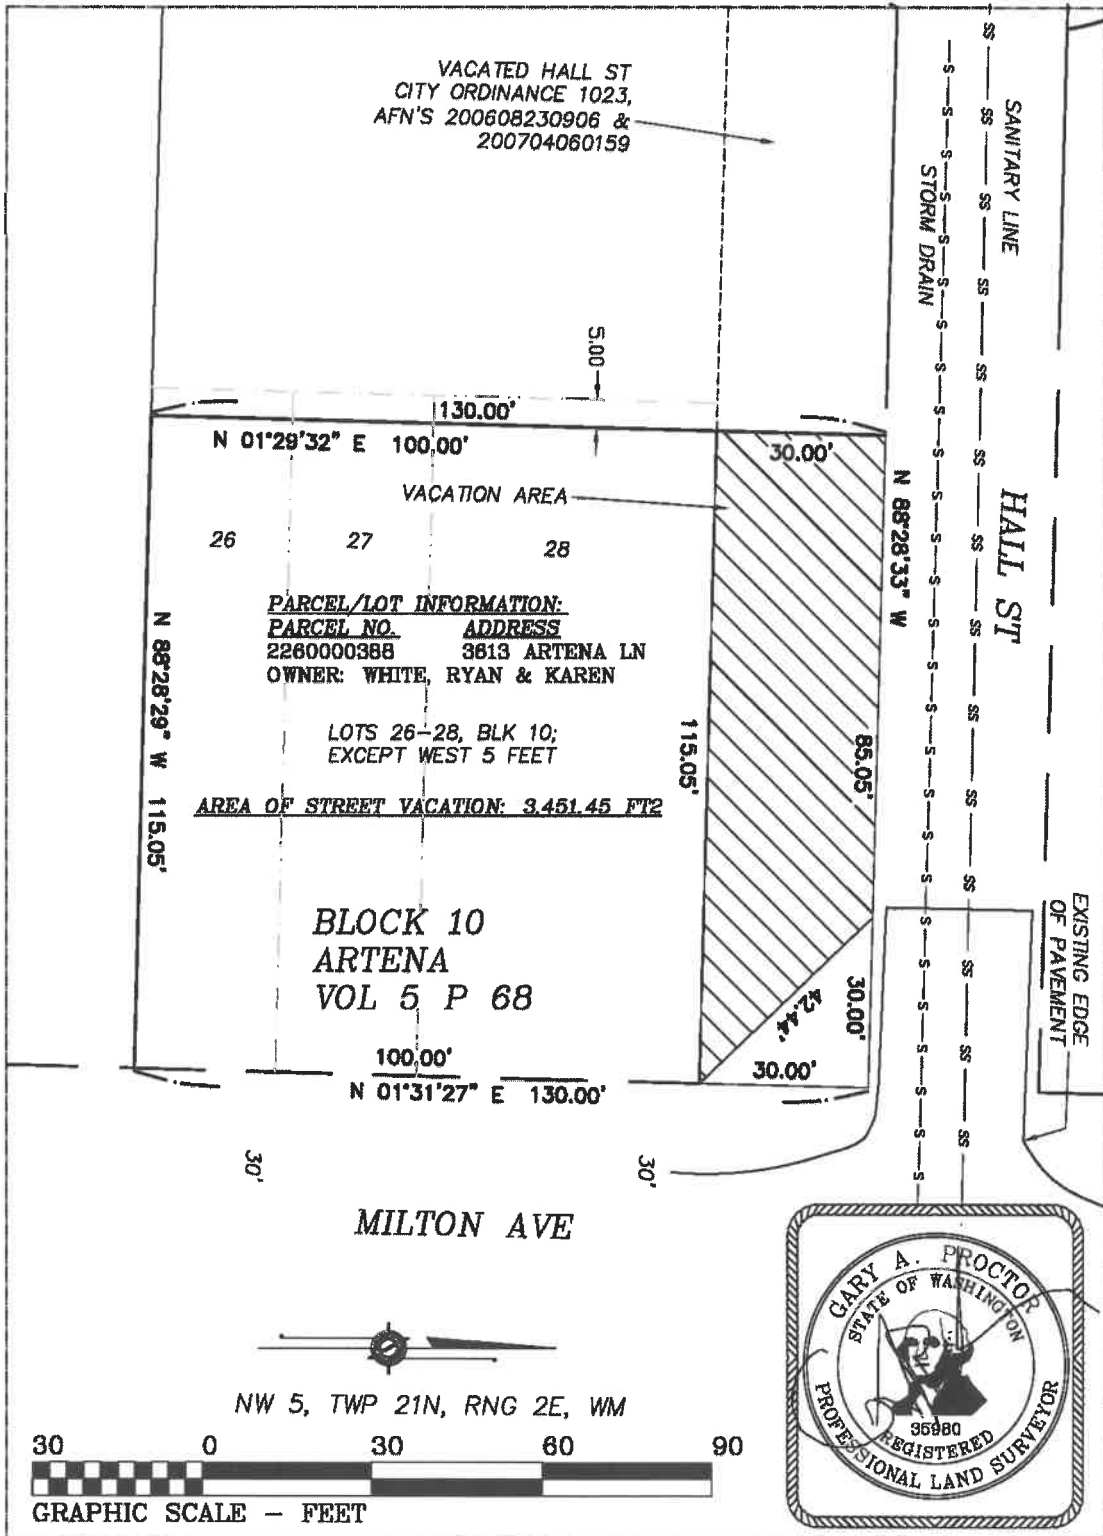 VACATED HALL ST
CITY ORDINANCE 1023,
AFN'S 200608230906 &
200704060159
SS
S
SANITARY LINE
STORM DRAIN
5.00
130.00'
N 01°29'32" E 100.00'
30.00'
VACATION AREA
N 88°28'33" W
HALL ST
26 27 28
PARCEL/LOT INFORMATION:
PARCEL NO. ADDRESS
2260000388 3613 ARTENA LN
OWNER: WHITE, RYAN & KAREN
N 88°28'29" W 115.05'
LOTS 26-28, BLK 10;
EXCEPT WEST 5 FEET
115.05'
85.05'
AREA OF STREET VACATION: 3,451.45 FT2
BLOCK 10
ARTENA
VOL 5 P 68
EXISTING EDGE
OF PAVEMENT
42.44'
30.00'
100.00'
30.00'
N 01°31'27" E 130.00'
30'
30'
MILTON AVE
NW 5, TWP 21N, RNG 2E, WM
30 0 30 60 90
GRAPHIC SCALE - FEET
GARY A. PROCTOR
STATE OF WASHINGTON
35980
REGISTERED
PROFESSIONAL LAND SURVEYOR